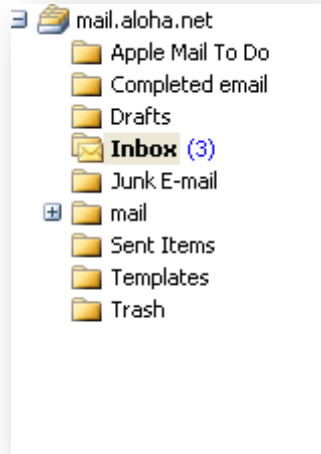 mail.aloha.net
Apple Mail To Do
Completed email
Drafts
Inbox (3)
Junk E-mail
mail
Sent Items
Templates
Trash